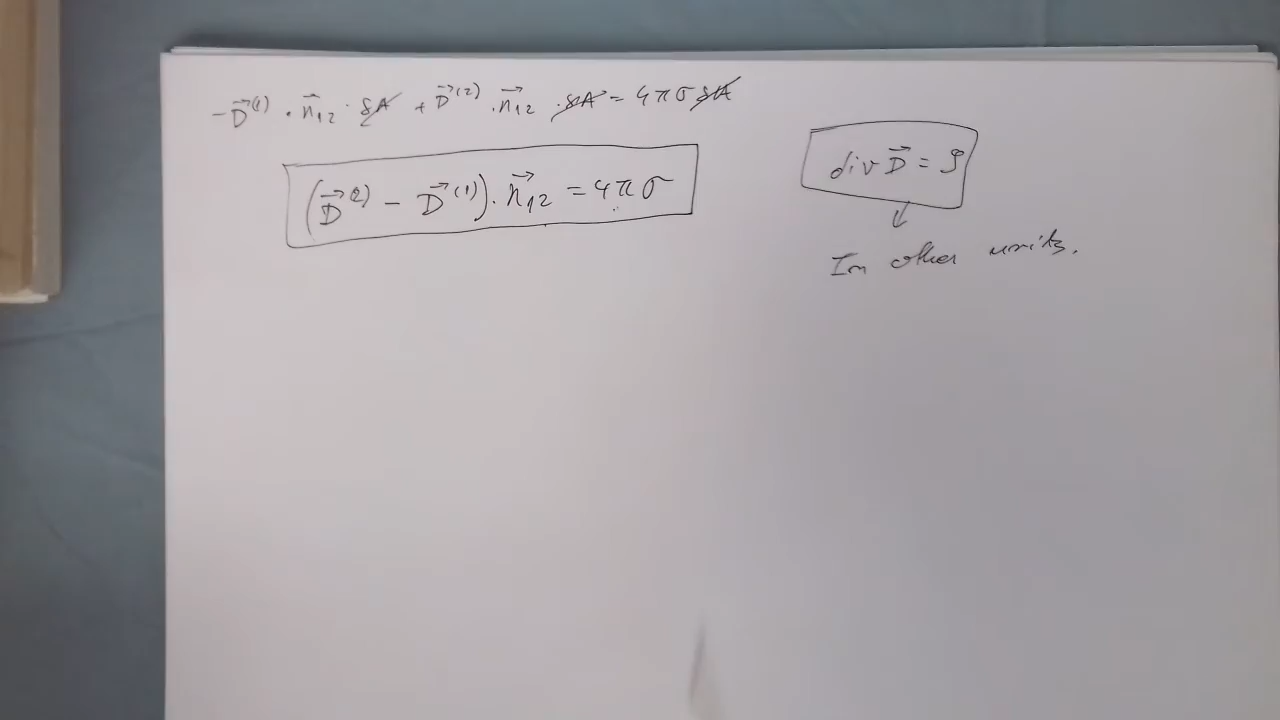 -D⃗⁽¹⁾ · n⃗₁₂ · δA + D⃗⁽²⁾ · n⃗₁₂ · δA = 4πσ δA
(D⃗⁽²⁾ - D⃗⁽¹⁾) · n⃗₁₂ = 4πσ
div D⃗ = ρ
↓
In other units.